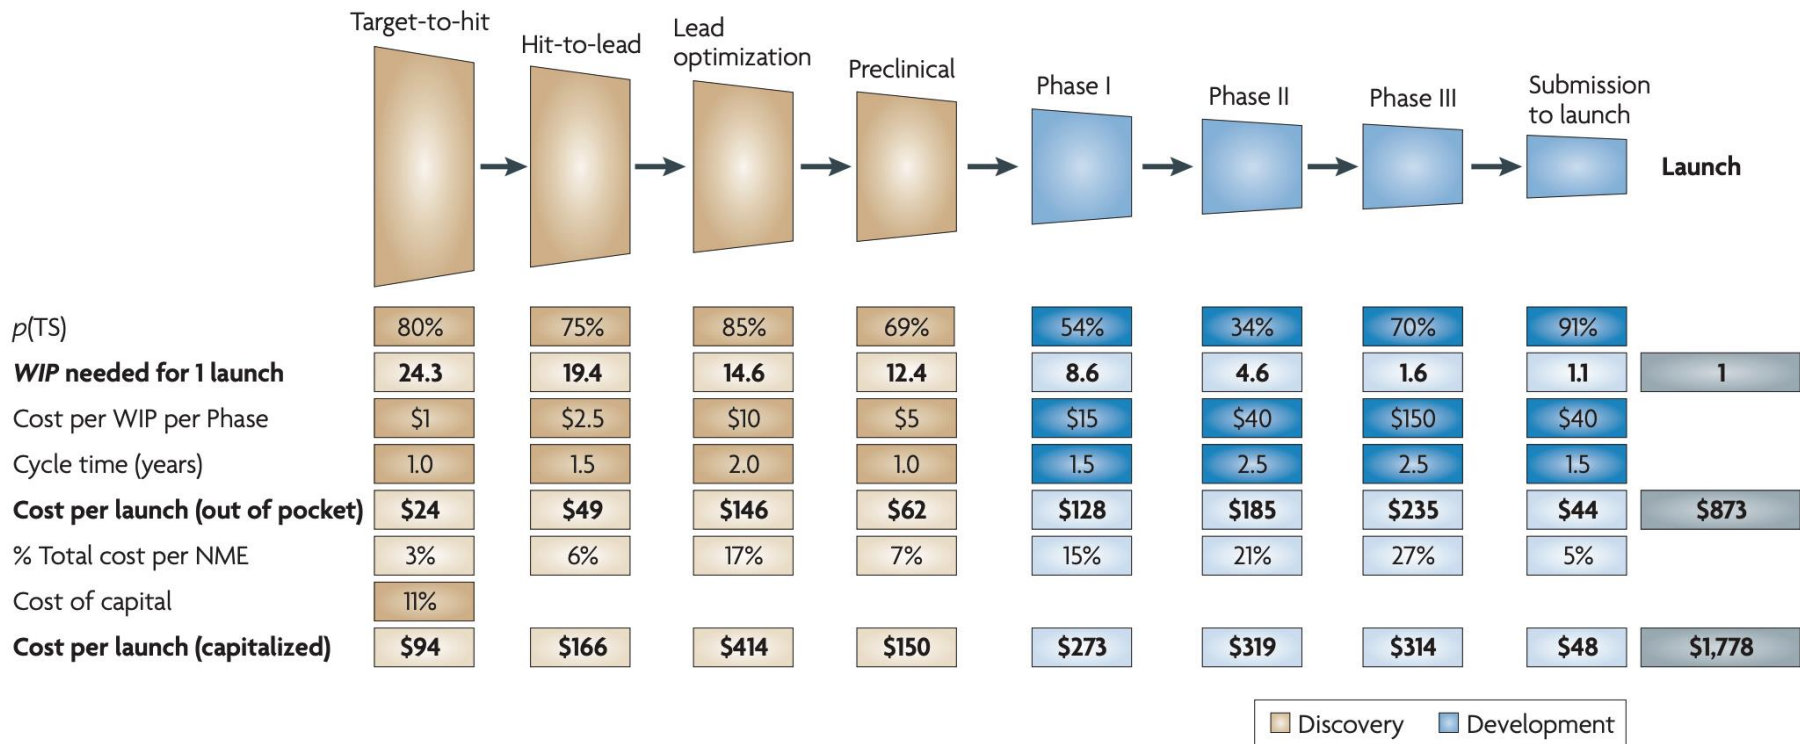 Target-to-hit
Hit-to-lead
Lead
optimization
Preclinical
Phase I
Phase II
Phase III
Submission
to launch
Launch
p(TS) 80% 75% 85% 69% 54% 34% 70% 91%
WIP needed for 1 launch 24.3 19.4 14.6 12.4 8.6 4.6 1.6 1.1 1
Cost per WIP per Phase $1 $2.5 $10 $5 $15 $40 $150 $40
Cycle time (years) 1.0 1.5 2.0 1.0 1.5 2.5 2.5 1.5
Cost per launch (out of pocket) $24 $49 $146 $62 $128 $185 $235 $44 $873
% Total cost per NME 3% 6% 17% 7% 15% 21% 27% 5%
Cost of capital 11%
Cost per launch (capitalized) $94 $166 $414 $150 $273 $319 $314 $48 $1,778
Discovery Development